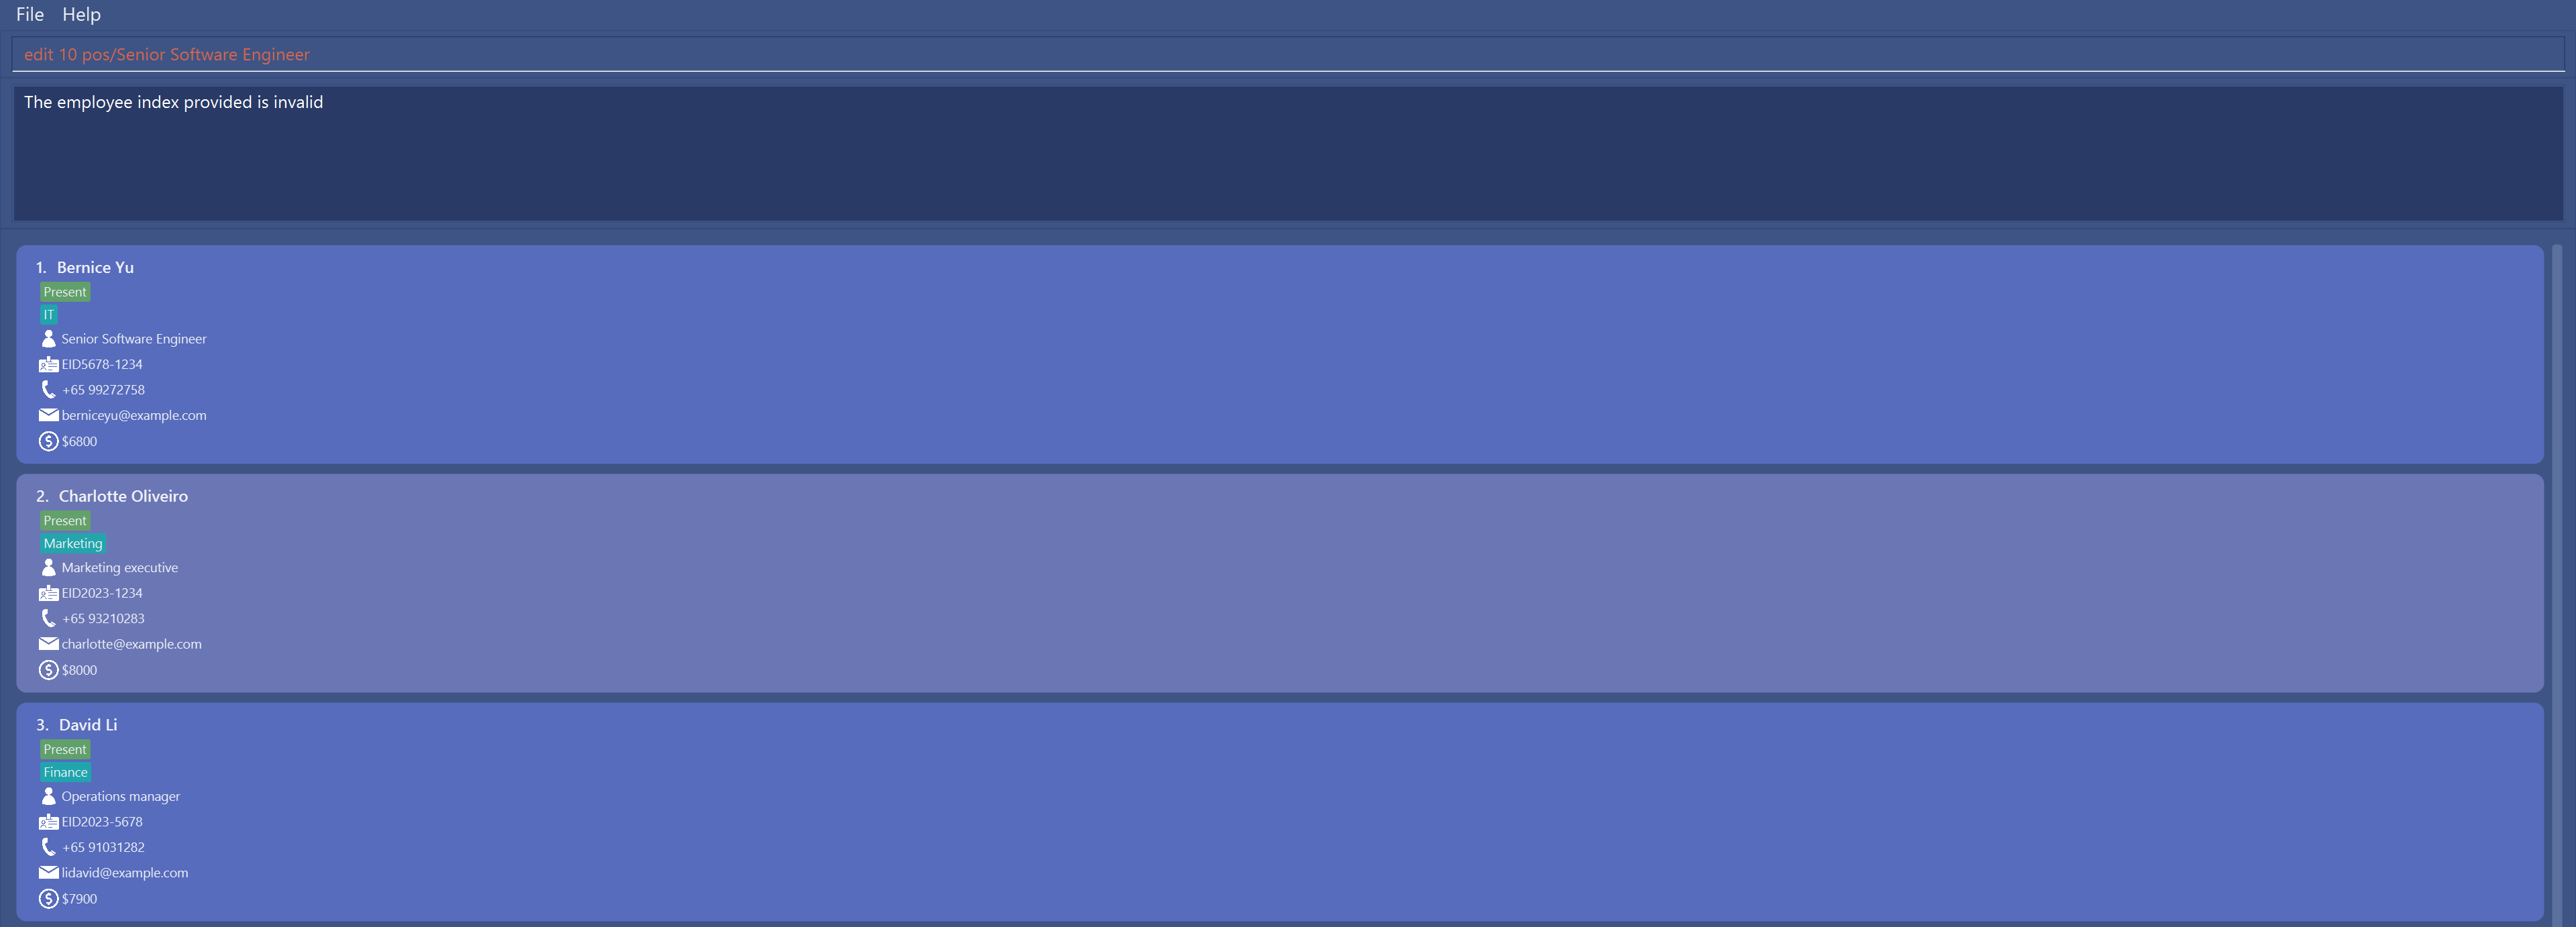 File Help
edit 10 pos/Senior Software Engineer
The employee index provided is invalid
1. Bernice Yu
Present
IT
Senior Software Engineer
EID5678-1234
+65 99272758
berniceyu@example.com
$6800
2. Charlotte Oliveiro
Present
Marketing
Marketing executive
EID2023-1234
+65 93210283
charlotte@example.com
$8000
3. David Li
Present
Finance
Operations manager
EID2023-5678
+65 91031282
lidavid@example.com
$7900